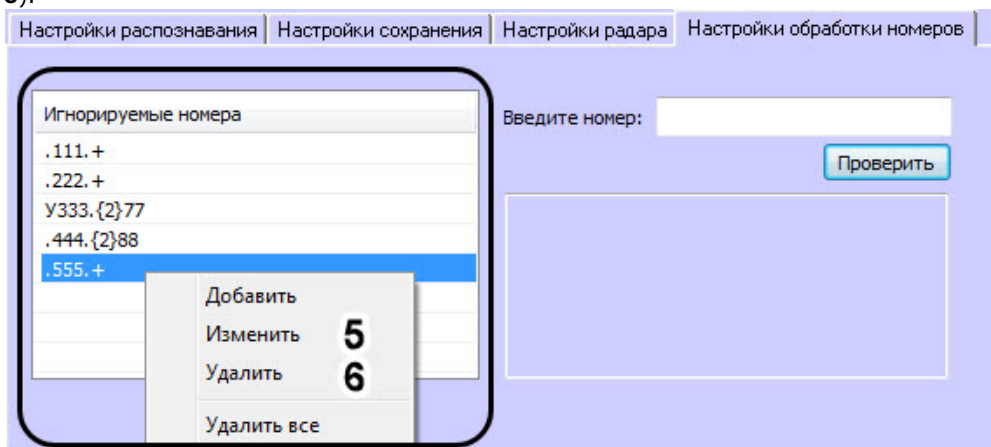 Настройки распознавания Настройки сохранения Настройки радара Настройки обработки номеров
Игнорируемые номера
.111.+
.222.+
У333.{2}77
.444.{2}88
.555.+
Добавить
Изменить 5
Удалить 6
Удалить все
Введите номер:
Проверить